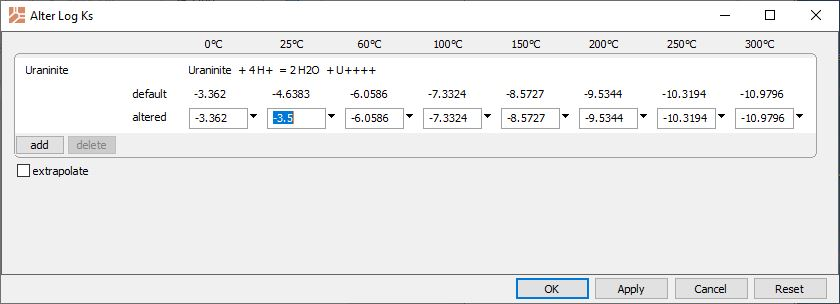 Alter Log Ks
0°C 25°C 60°C 100°C 150°C 200°C 250°C 300°C
Uraninite Uraninite + 4 H+ = 2 H2O + U++++
default -3.362 -4.6383 -6.0586 -7.3324 -8.5727 -9.5344 -10.3194 -10.9796
altered -3.362 -3.5 -6.0586 -7.3324 -8.5727 -9.5344 -10.3194 -10.9796
add delete
extrapolate
OK Apply Cancel Reset